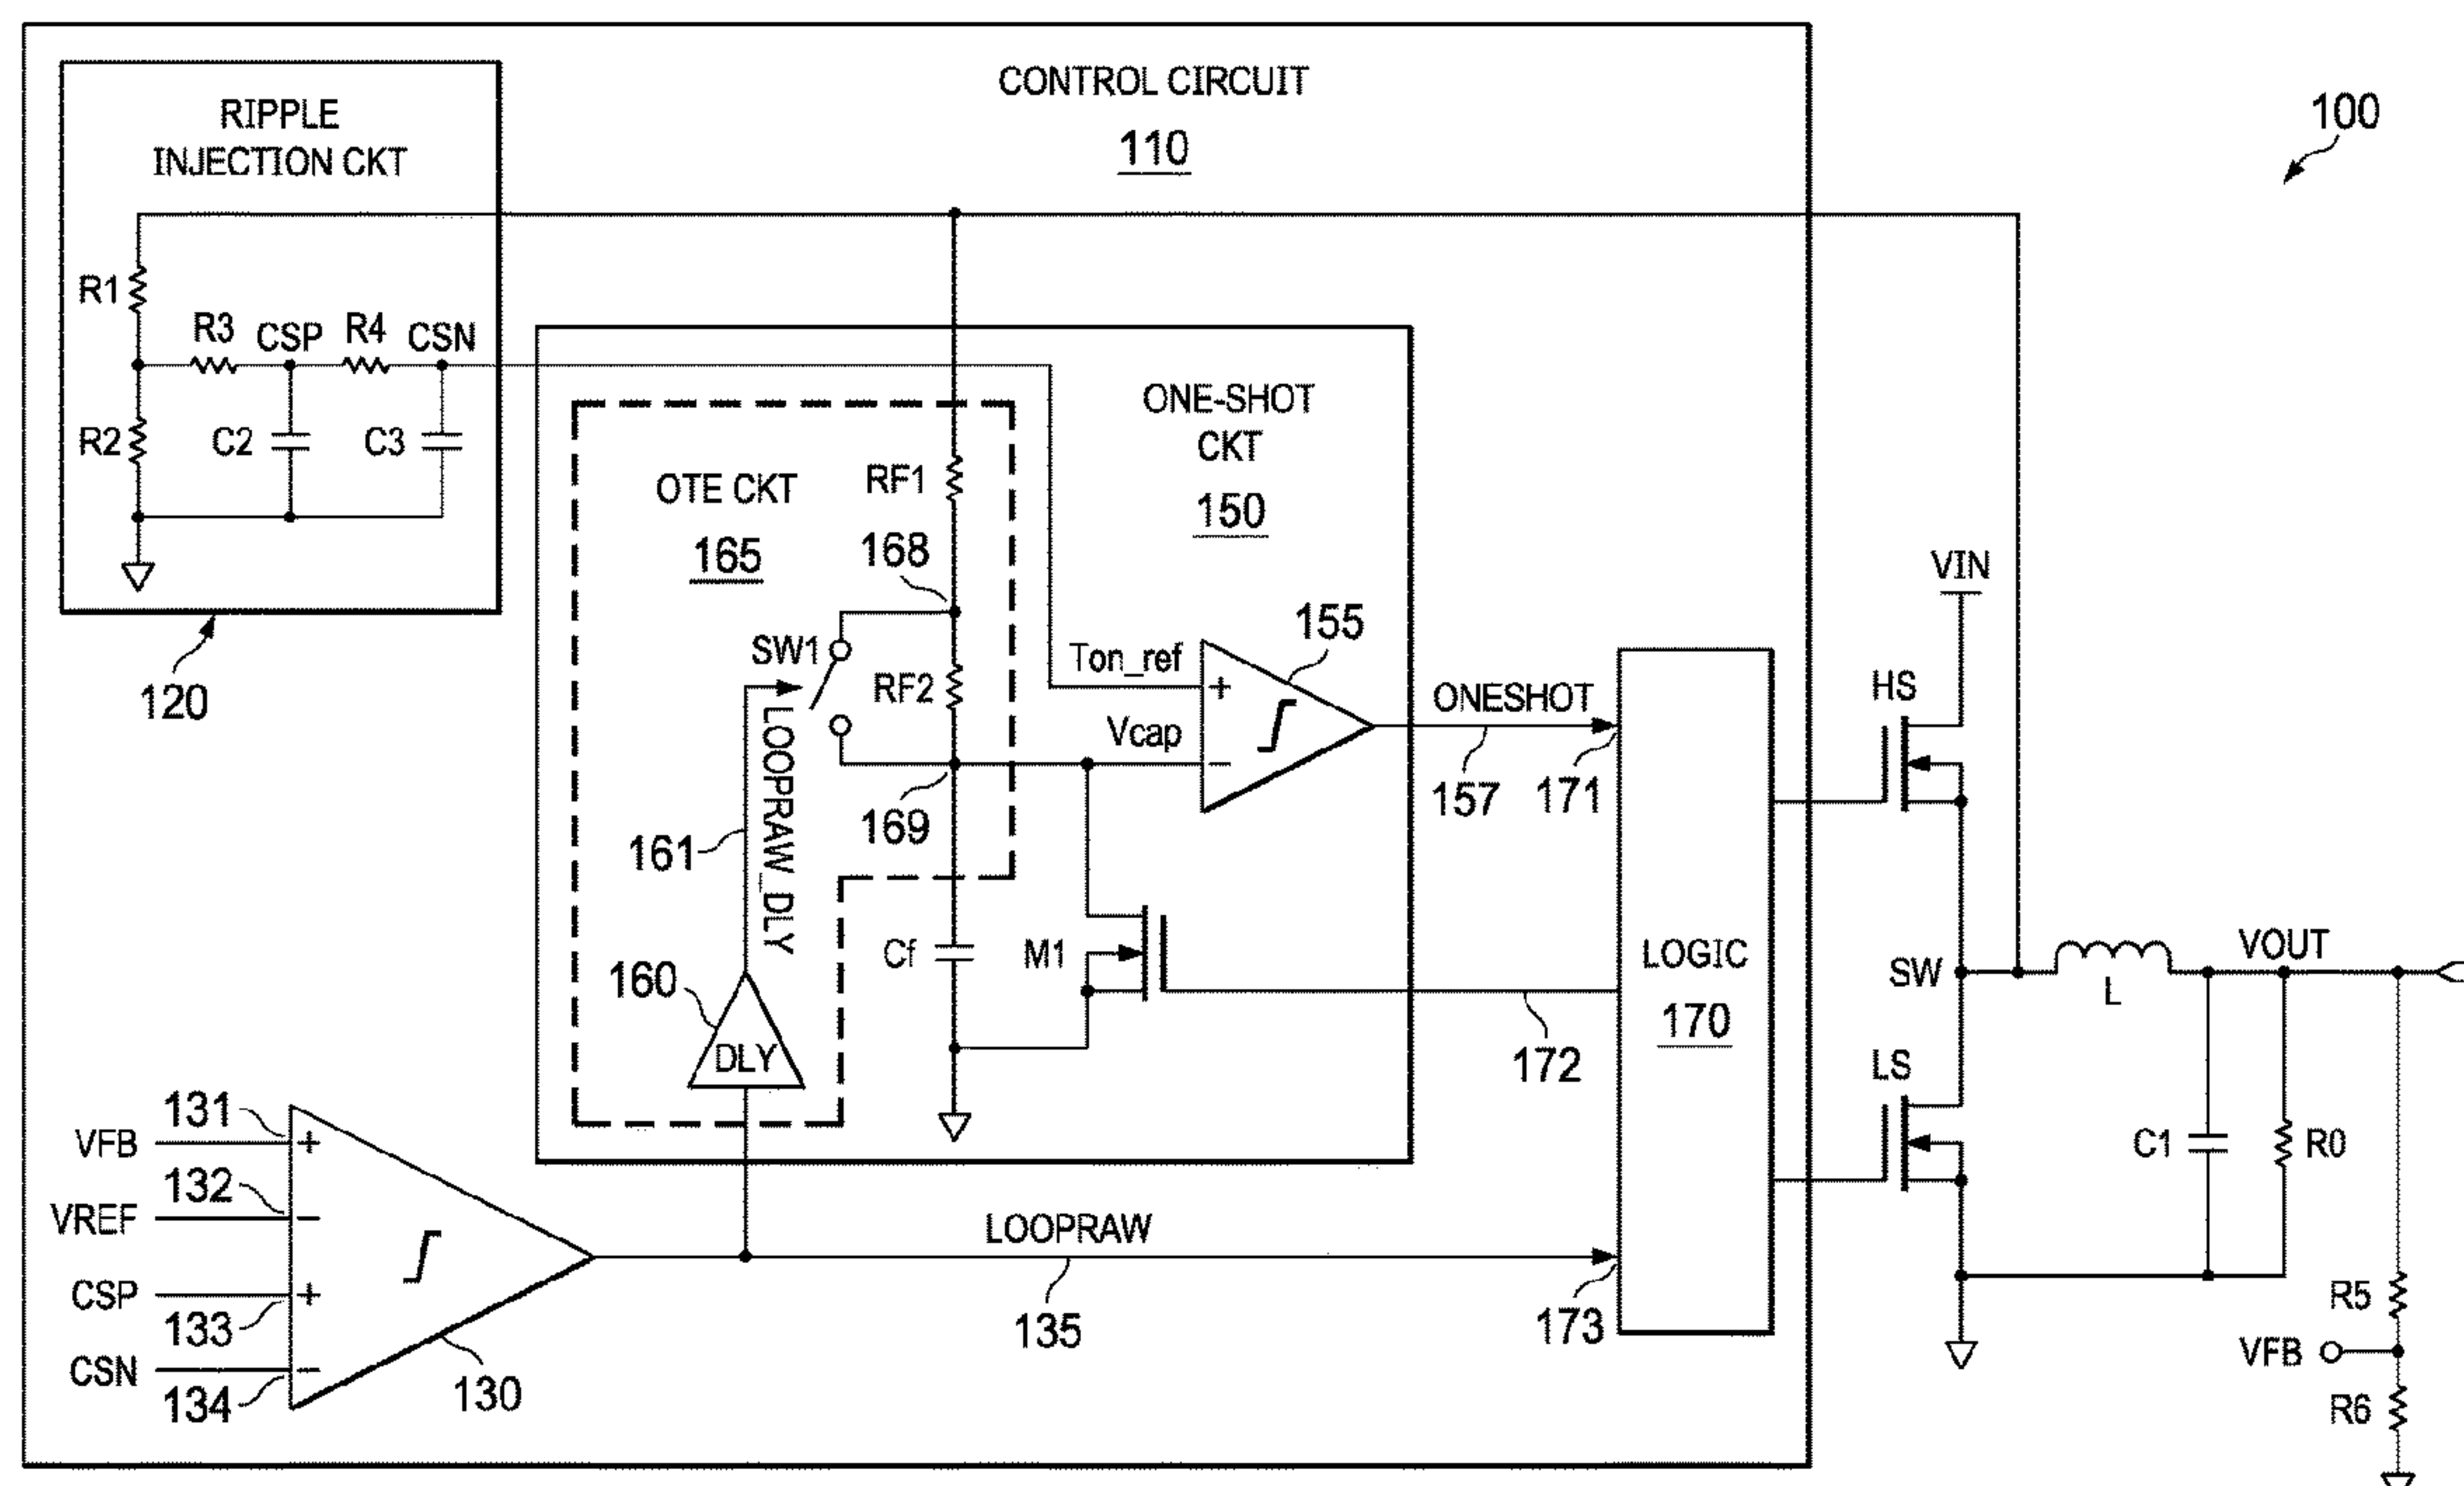 CONTROL CIRCUIT
110
100
RIPPLE
INJECTION CKT
R1
R3
CSP
R4
CSN
R2
C2
C3
120
ONE-SHOT
CKT
150
OTE CKT
165
RF1
168
SW1
RF2
Ton_ref
155
+
Vcap
−
169
161
LOOPRAW_DLY
160
DLY
Cf
M1
ONESHOT
157
171
172
LOGIC
170
VIN
HS
SW
L
VOUT
LS
C1
R0
R5
VFB
R6
131
VFB
+
132
VREF
−
CSP
+
133
CSN
−
134
130
LOOPRAW
135
173